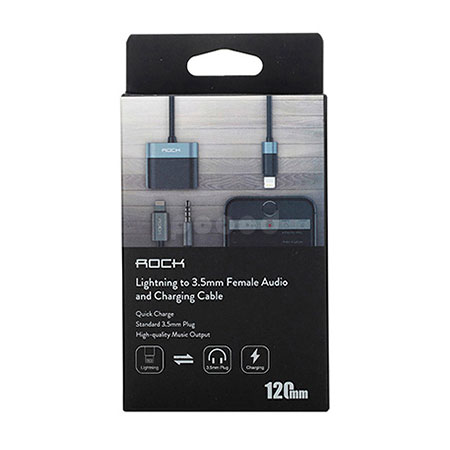 ROCK
ROCK
Lightning to 3.5mm Female Audio
and Charging Cable
Quick Charge
Standard 3.5mm Plug
High-quality Music Output
Lightning
3.5mm Plug
Charging
120mm